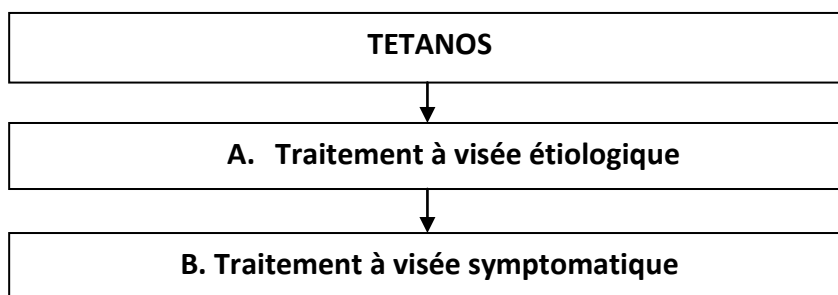 TETANOS
A. Traitement à visée étiologique
B. Traitement à visée symptomatique